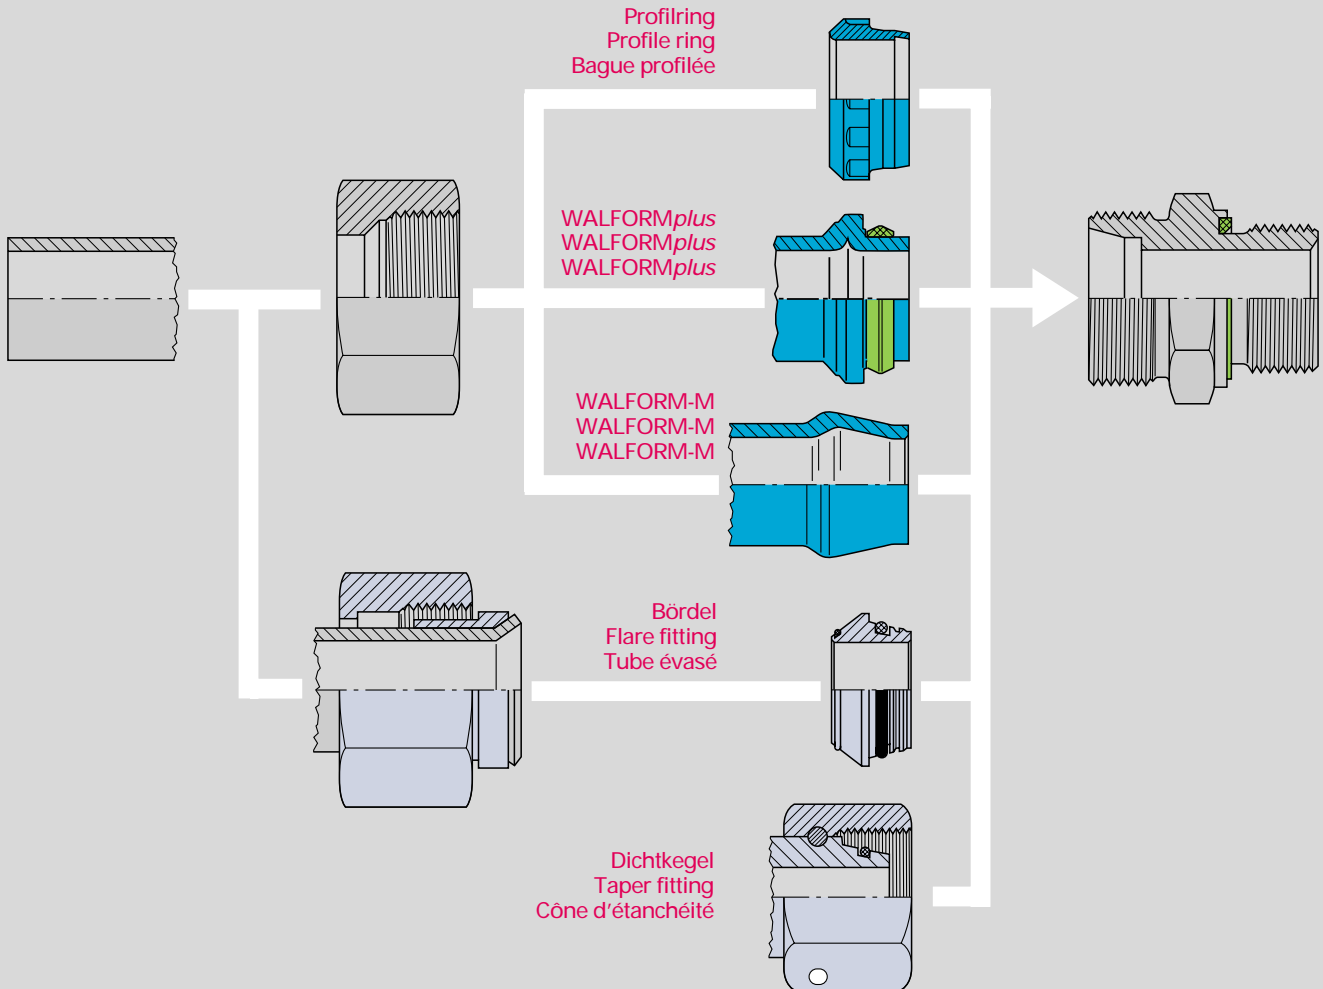 Profilring
Profile ring
Bague profilée
WALFORMplus
WALFORMplus
WALFORMplus
WALFORM-M
WALFORM-M
WALFORM-M
Bördel
Flare fitting
Tube évasé
Dichtkegel
Taper fitting
Cône d'étanchéité